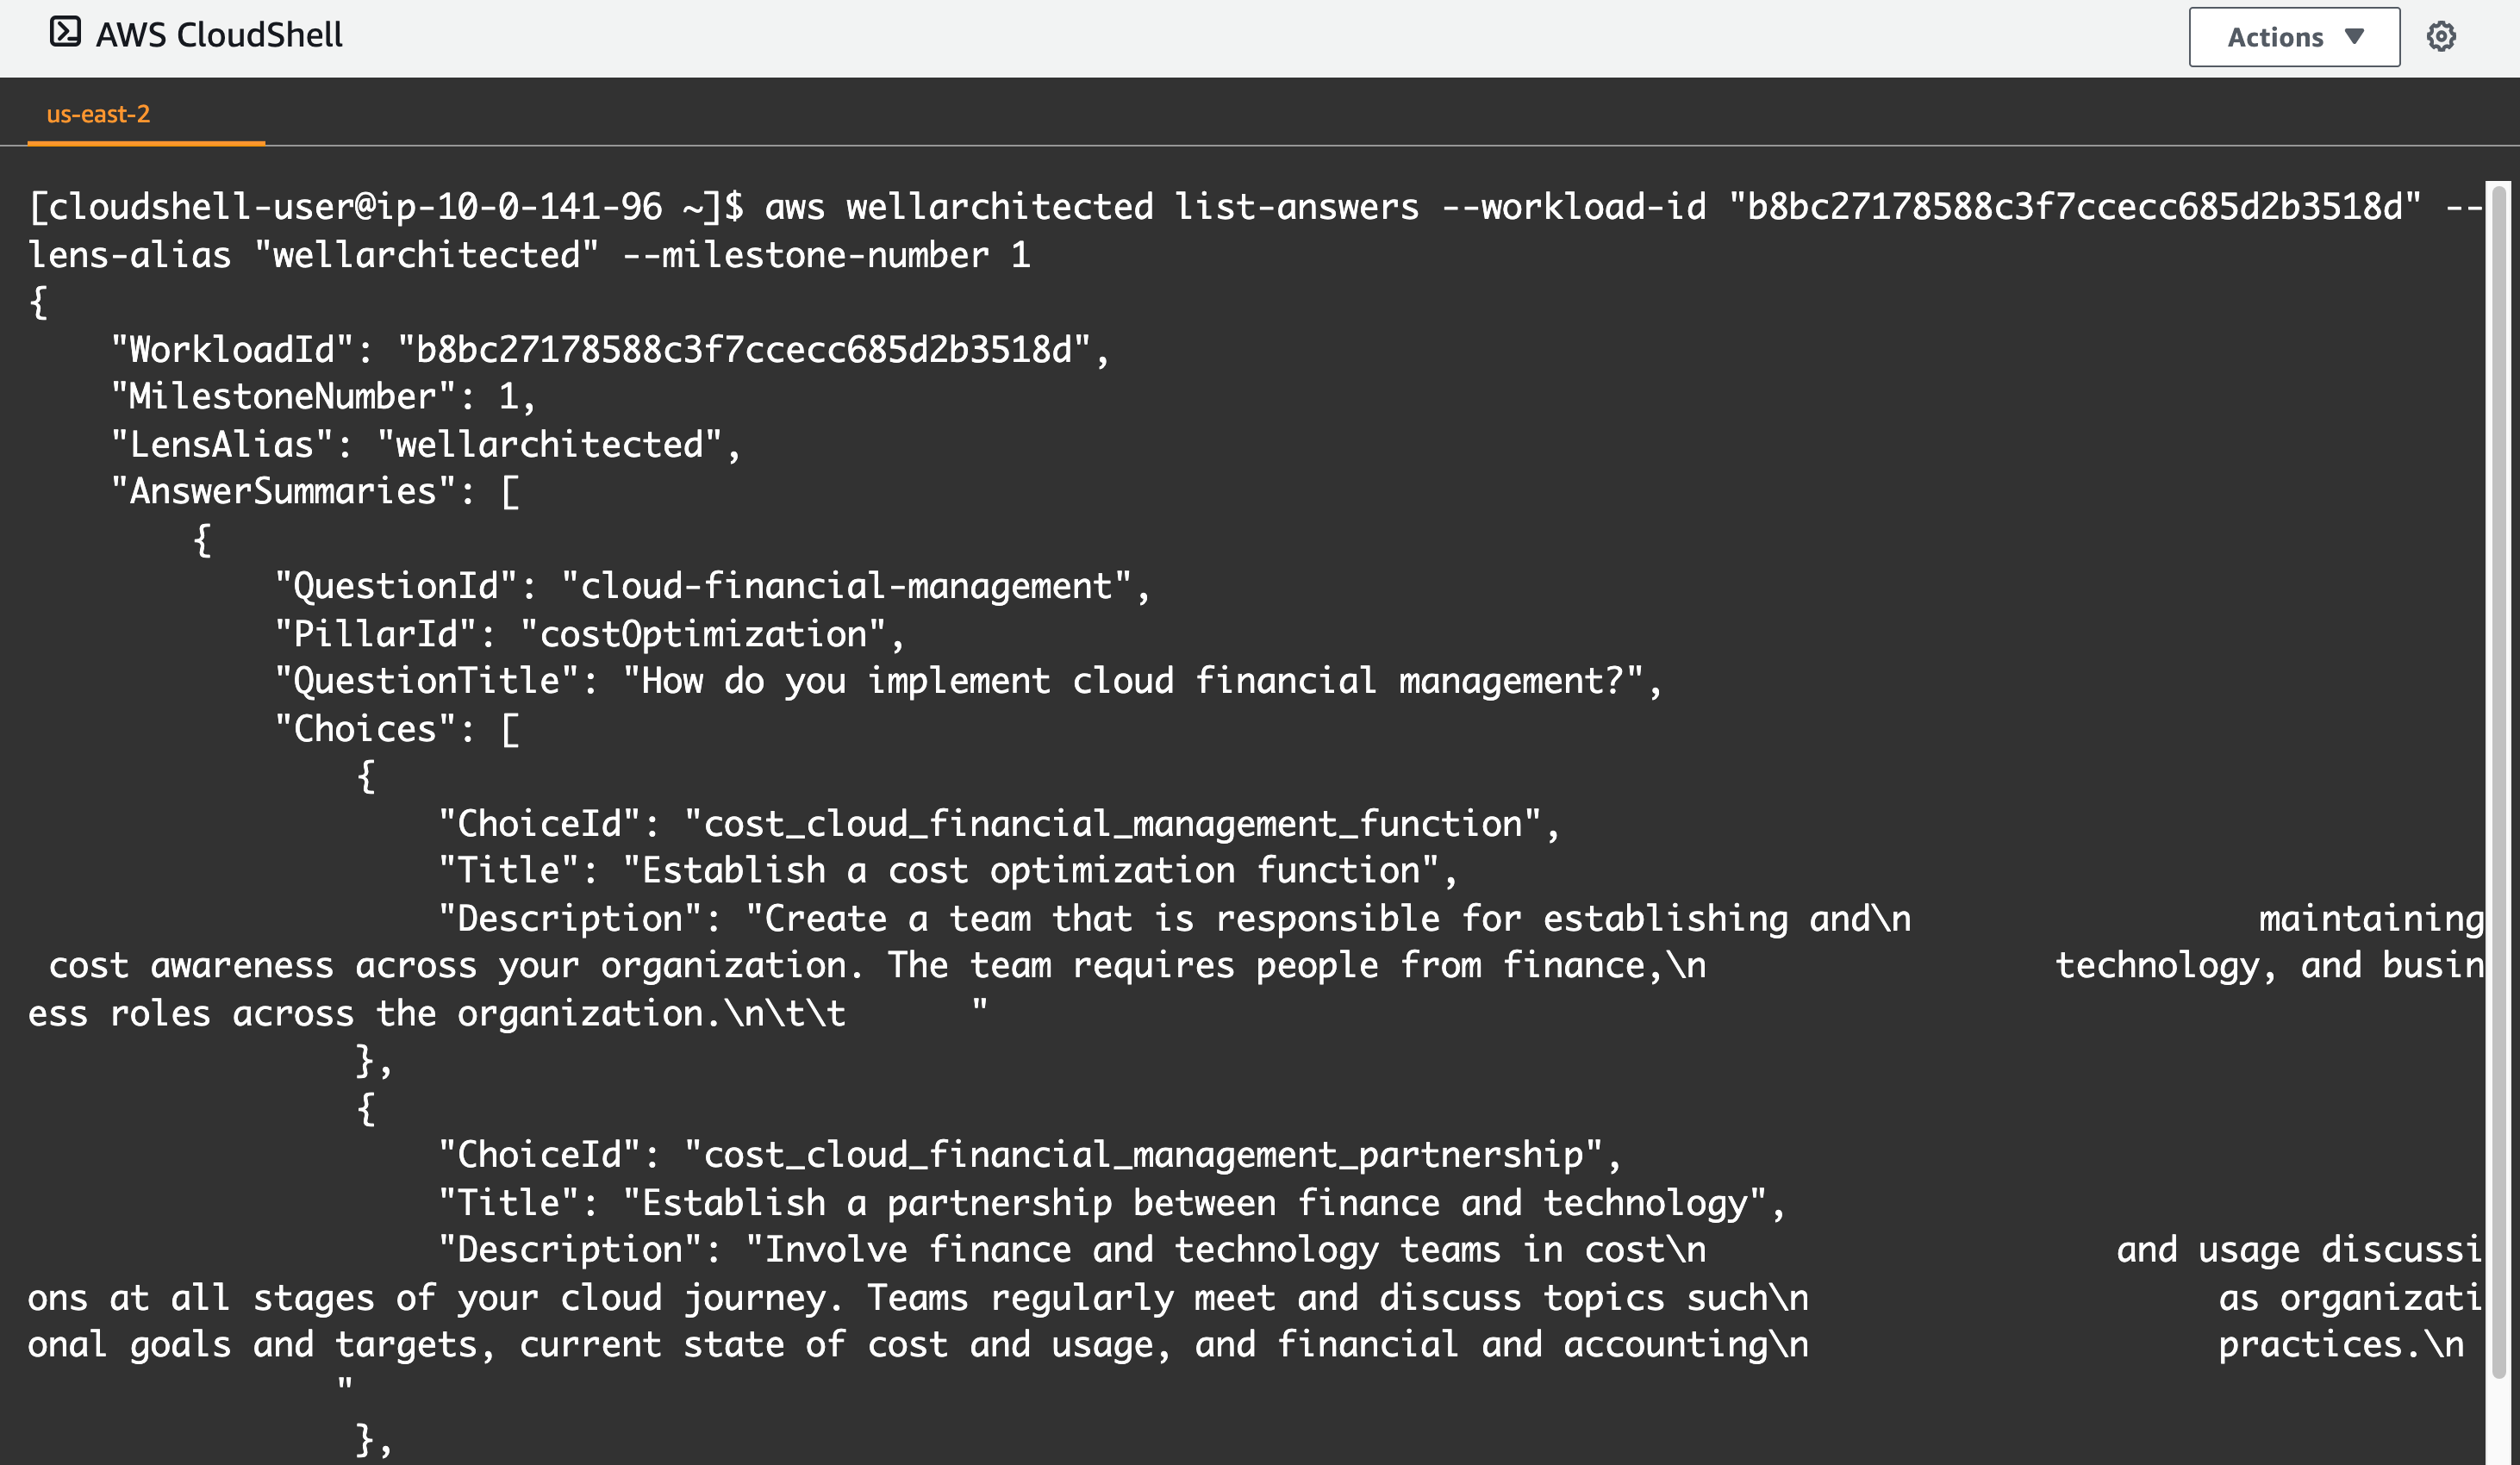 AWS CloudShell
Actions
us-east-2
[cloudshell-user@ip-10-0-141-96 ~]$ aws wellarchitected list-answers --workload-id "b8bc27178588c3f7ccecc685d2b3518d" --
lens-alias "wellarchitected" --milestone-number 1
{
    "WorkloadId": "b8bc27178588c3f7ccecc685d2b3518d",
    "MilestoneNumber": 1,
    "LensAlias": "wellarchitected",
    "AnswerSummaries": [
        {
            "QuestionId": "cloud-financial-management",
            "PillarId": "costOptimization",
            "QuestionTitle": "How do you implement cloud financial management?",
            "Choices": [
                {
                    "ChoiceId": "cost_cloud_financial_management_function",
                    "Title": "Establish a cost optimization function",
                    "Description": "Create a team that is responsible for establishing and\n                 maintaining
 cost awareness across your organization. The team requires people from finance,\n                 technology, and busin
ess roles across the organization.\n\t\t      "
                },
                {
                    "ChoiceId": "cost_cloud_financial_management_partnership",
                    "Title": "Establish a partnership between finance and technology",
                    "Description": "Involve finance and technology teams in cost\n                    and usage discussi
ons at all stages of your cloud journey. Teams regularly meet and discuss topics such\n                    as organizati
onal goals and targets, current state of cost and usage, and financial and accounting\n                    practices.\n
               "
                },